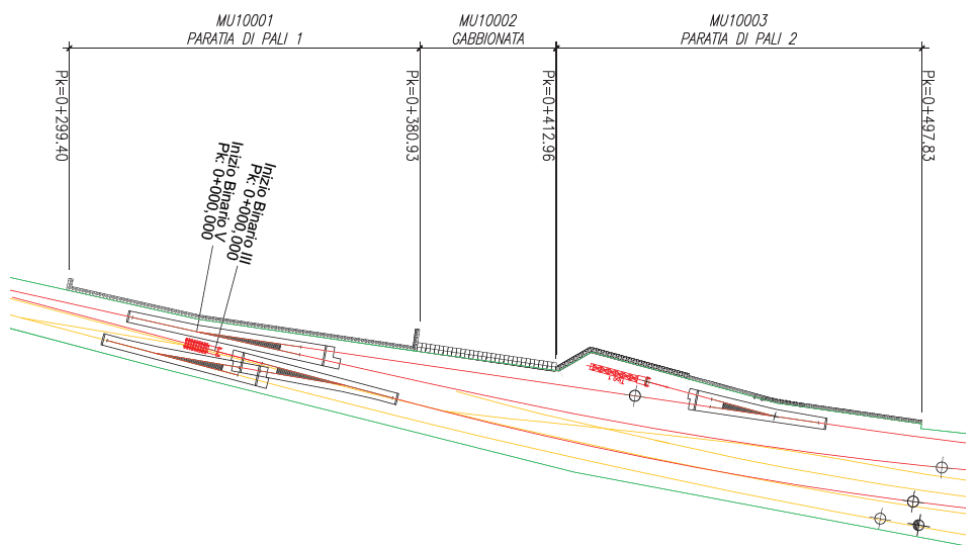 MU10001
PARATIA DI PALI 1
MU10002
GABBIONATA
MU10003
PARATIA DI PALI 2
Pk=0+299.40
Pk=0+380.93
Pk=0+412.96
Pk=0+497.83
Inizio Binario III
Pk: 0+000,000
Inizio Binario V
Pk: 0+000,000